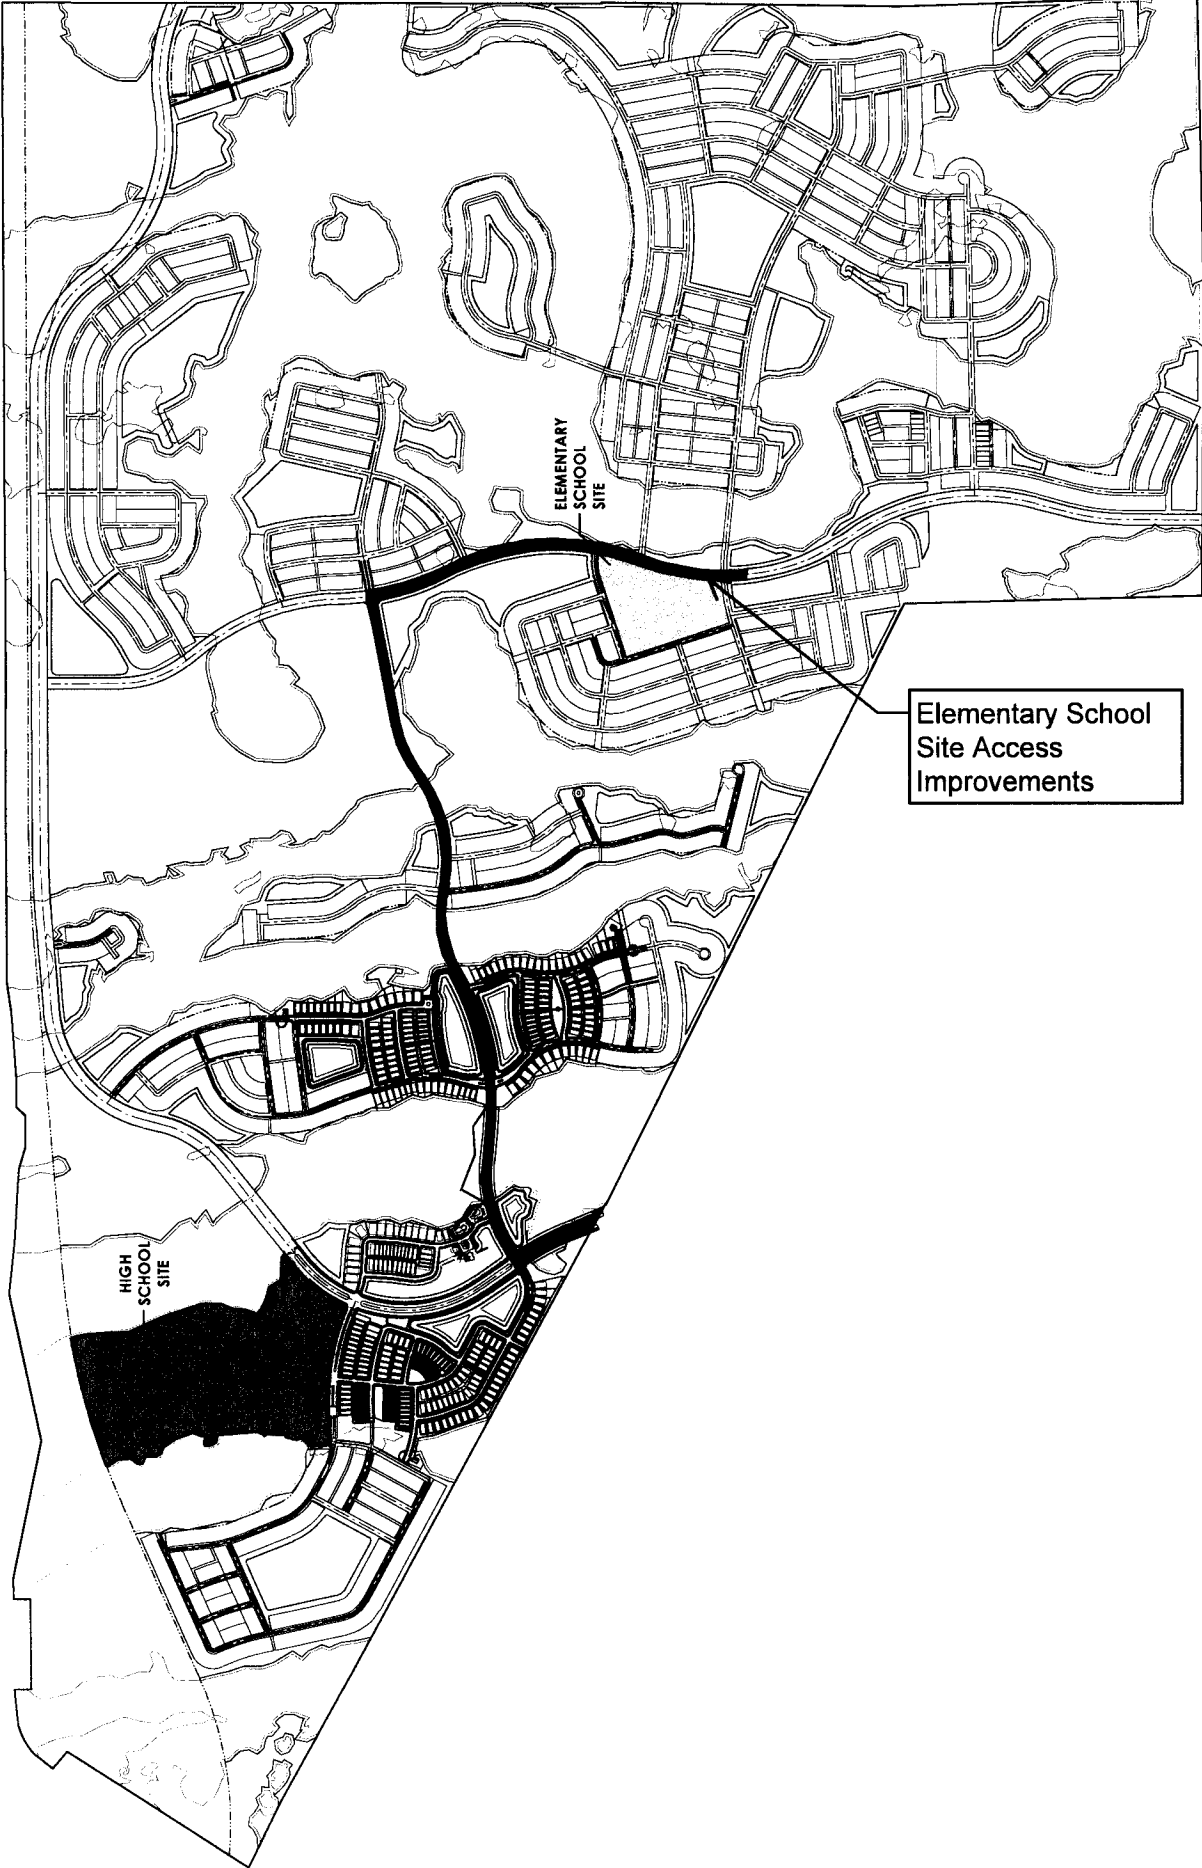 ELEMENTARY
SCHOOL
SITE
Elementary School
Site Access
Improvements
HIGH
SCHOOL
SITE